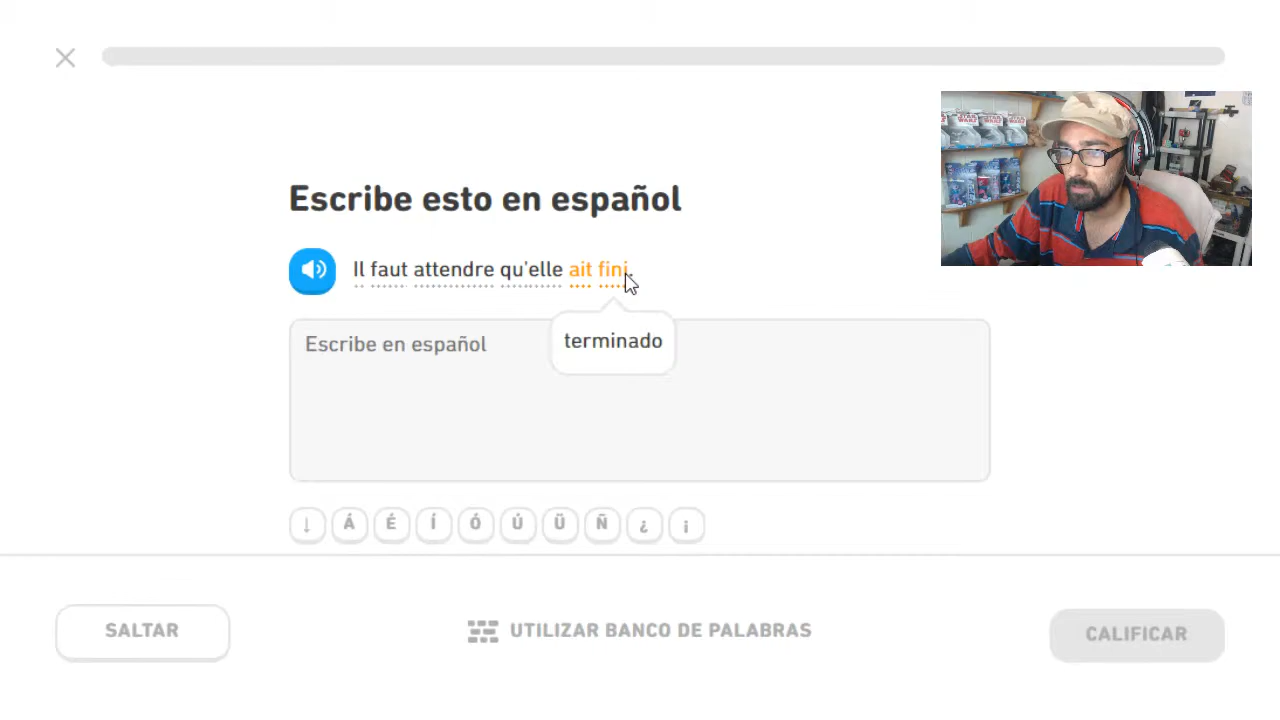 Escribe esto en español
Il faut attendre qu'elle ait fini.
terminado
Escribe en español
↓ Á É Í Ó Ú Ü Ñ ¿ ¡
SALTAR
UTILIZAR BANCO DE PALABRAS
CALIFICAR